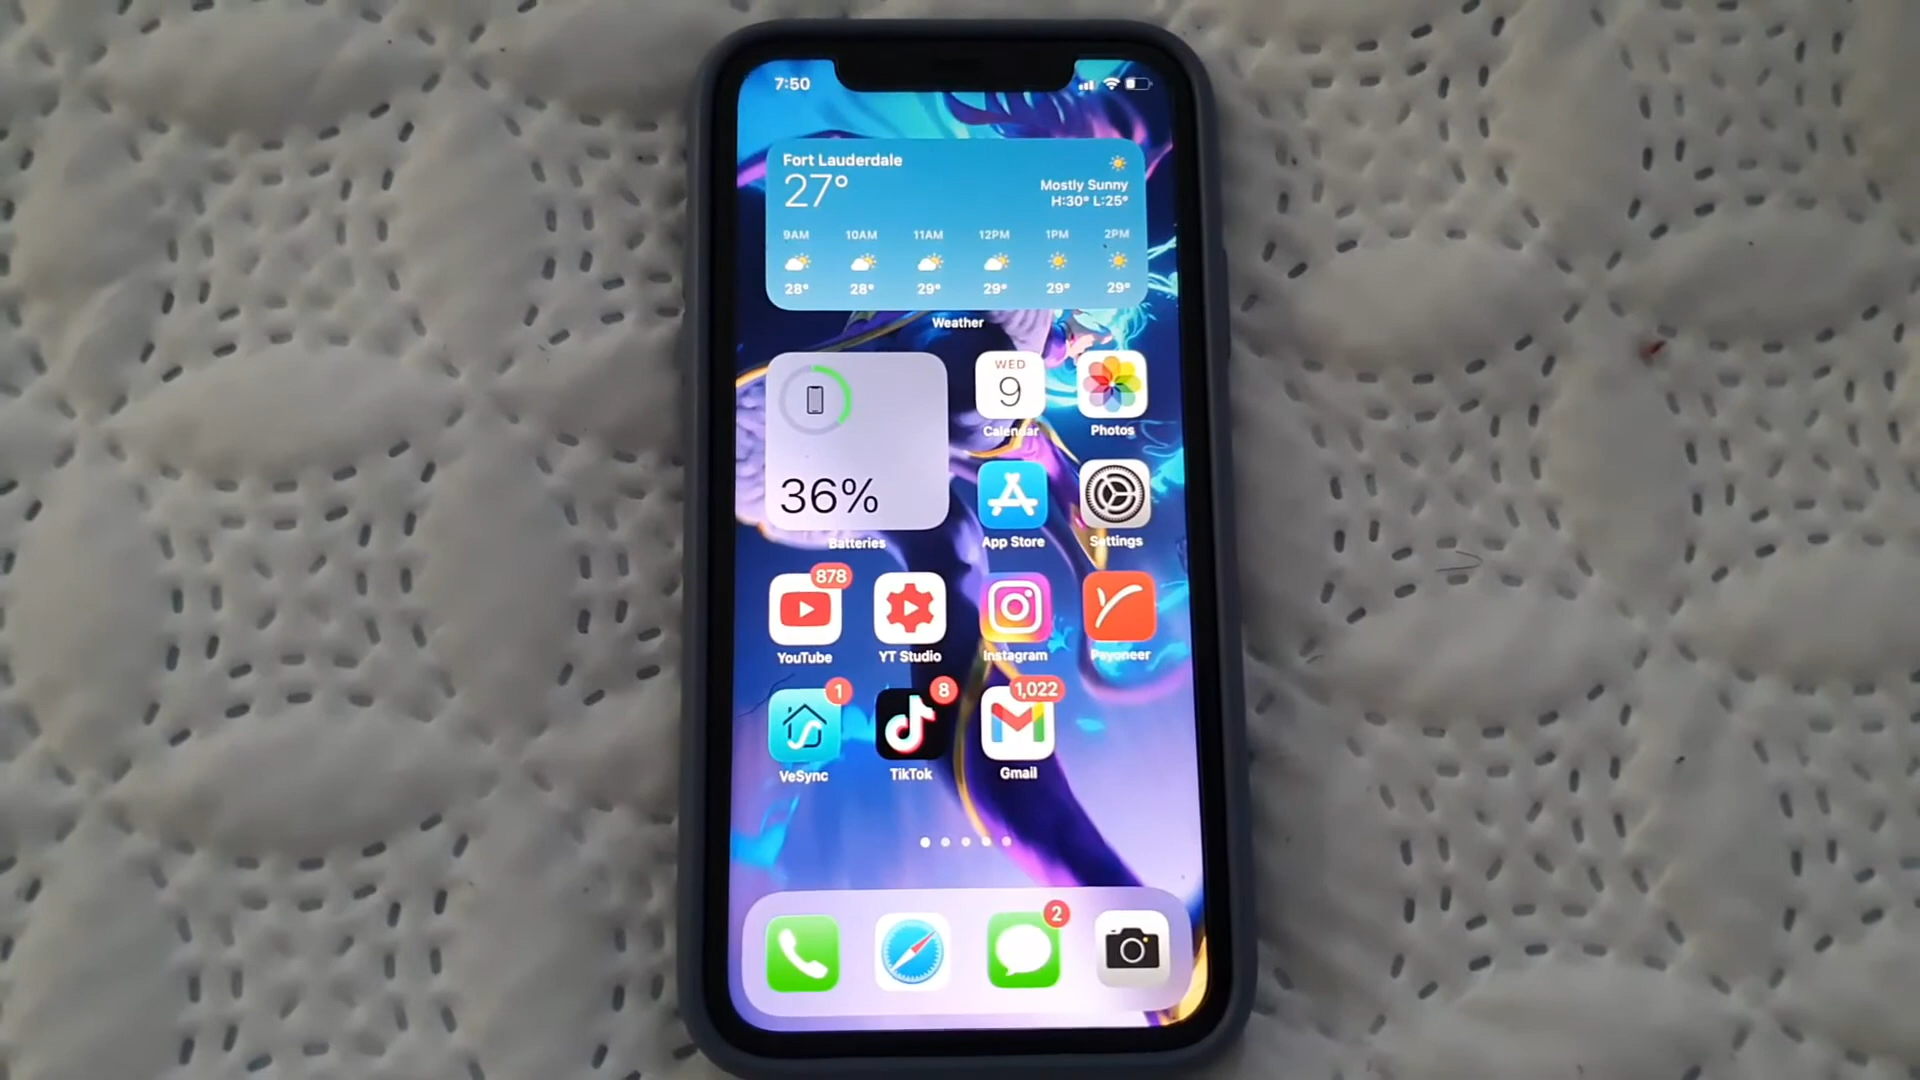 7:50
Fort Lauderdale
27°
Mostly Sunny
H:30° L:25°
9AM 10AM 11AM 12PM 1PM 2PM
28° 28° 29° 29° 29° 29°
Weather
WED
9
Calendar Photos
36%
Batteries
App Store Settings
878
YouTube YT Studio Instagram Payoneer
1 8 1,022
VeSync TikTok Gmail
2